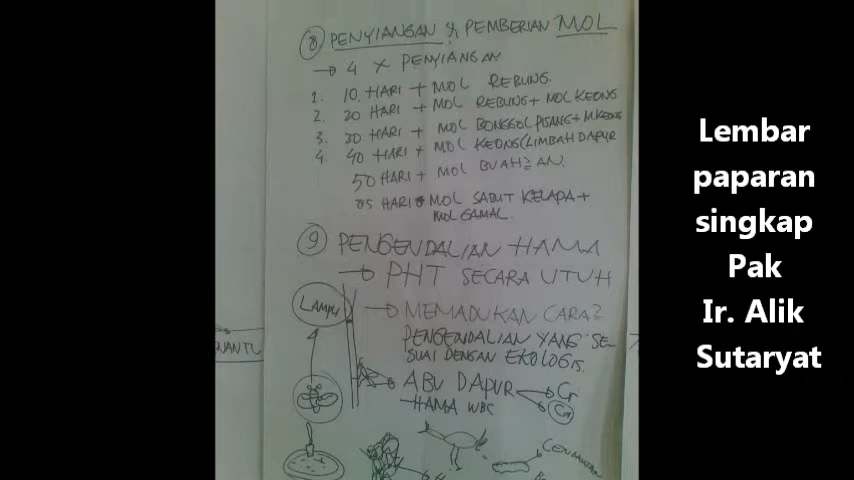 8 PENYIANGAN & PEMBERIAN MOL
→ 4 X PENYIANGAN
1. 10 HARI + MOL REBUNG.
2. 20 HARI + MOL REBUNG + MOL KEONG
3. 30 HARI + MOL BONGGOL PISANG + M.KEONG
4. 40 HARI + MOL KEONG (LIMBAH DAPUR
50 HARI + MOL BUAH2AN.
HARI MOL SABUT KELAPA +
MOL GAMAL.
9 PENGENDALIAN HAMA
→ PHT SECARA UTUH
LAMPU
→ MEMADUKAN CARA2
PENGENDALIAN YANG SE-
SUAI DENGAN EKOLOGIS.
ABU DAPUR → Cr
HAMA WBC
CENDAWAN
Lembar
paparan
singkap
Pak
Ir. Alik
Sutaryat